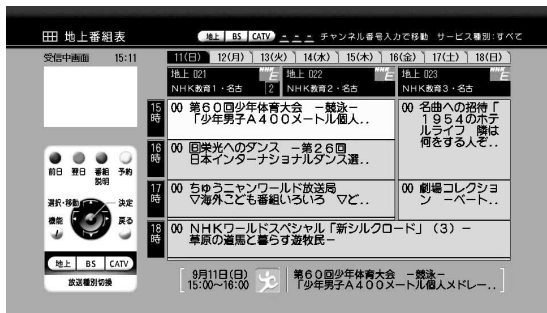 地上番組表
地上 BS CATV _ _ _ チャンネル番号入力で移動 サービス種別:すべて
受信中画面 15:11
11(日) 12(月) 13(火) 14(水) 15(木) 16(金) 17(土) 18(日)
地上 021
NHK教育1・名古 2
地上 022
NHK教育2・名古
地上 023
NHK教育3・名古
15時
00 第60回少年体育大会 -競泳-
「少年男子A400メートル個人..
00 名曲への招待「
1954のホテ
ルライフ 隣は
何をする人ぞ..
16時
00 回栄光へのダンス -第26回
日本インターナショナルダンス選..
17時
00 ちゅうニャンワールド放送局
▽海外こども番組いろいろ ▽ど..
00 劇場コレクショ
ン -ベート..
18時
00 NHKワールドスペシャル「新シルクロード」(3)-
草原の道馬と暮らす遊牧民-
前日 翌日 番組説明 予約
選択・移動 決定
機能 戻る
地上 BS CATV
放送種別切換
9月11日(日)
15:00~16:00
第60回少年体育大会 -競泳-
「少年男子A400メートル個人メドレー..